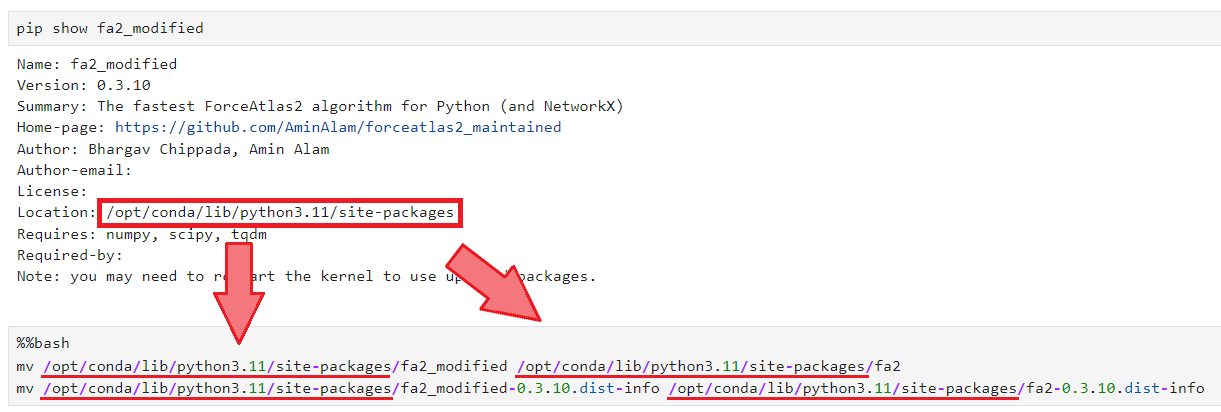 pip show fa2_modified
Name: fa2_modified
Version: 0.3.10
Summary: The fastest ForceAtlas2 algorithm for Python (and NetworkX)
Home-page: https://github.com/AminAlam/forceatlas2_maintained
Author: Bhargav Chippada, Amin Alam
Author-email:
License:
Location: /opt/conda/lib/python3.11/site-packages
Requires: numpy, scipy, tqdm
Required-by:
Note: you may need to the kernel to use packages.
%%bash
mv /opt/conda/lib/python3.11/site-packages/fa2_modified /opt/conda/lib/python3.11/site-packages/fa2
mv /opt/conda/lib/python3.11/site-packages/fa2_modified-0.3.10.dist-info /opt/conda/lib/python3.11/site-packages/fa2-0.3.10.dist-info